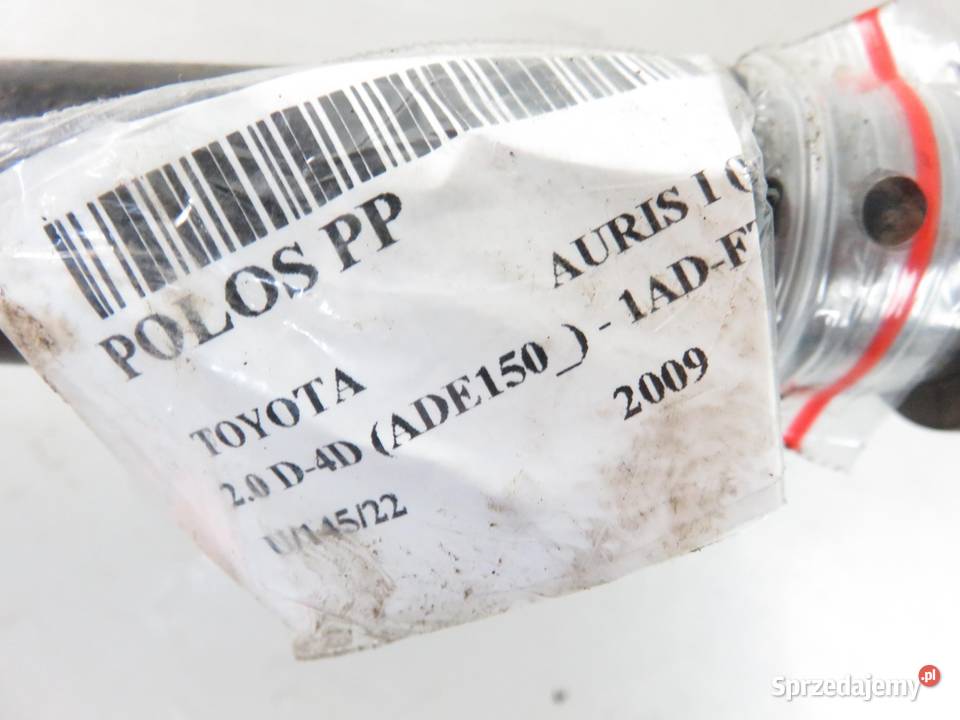 POLOS PP
TOYOTA AURIS I (
2.0 D-4D (ADE150_) - 1AD-F
2009
U/145/22
Sprzedajemy.pl